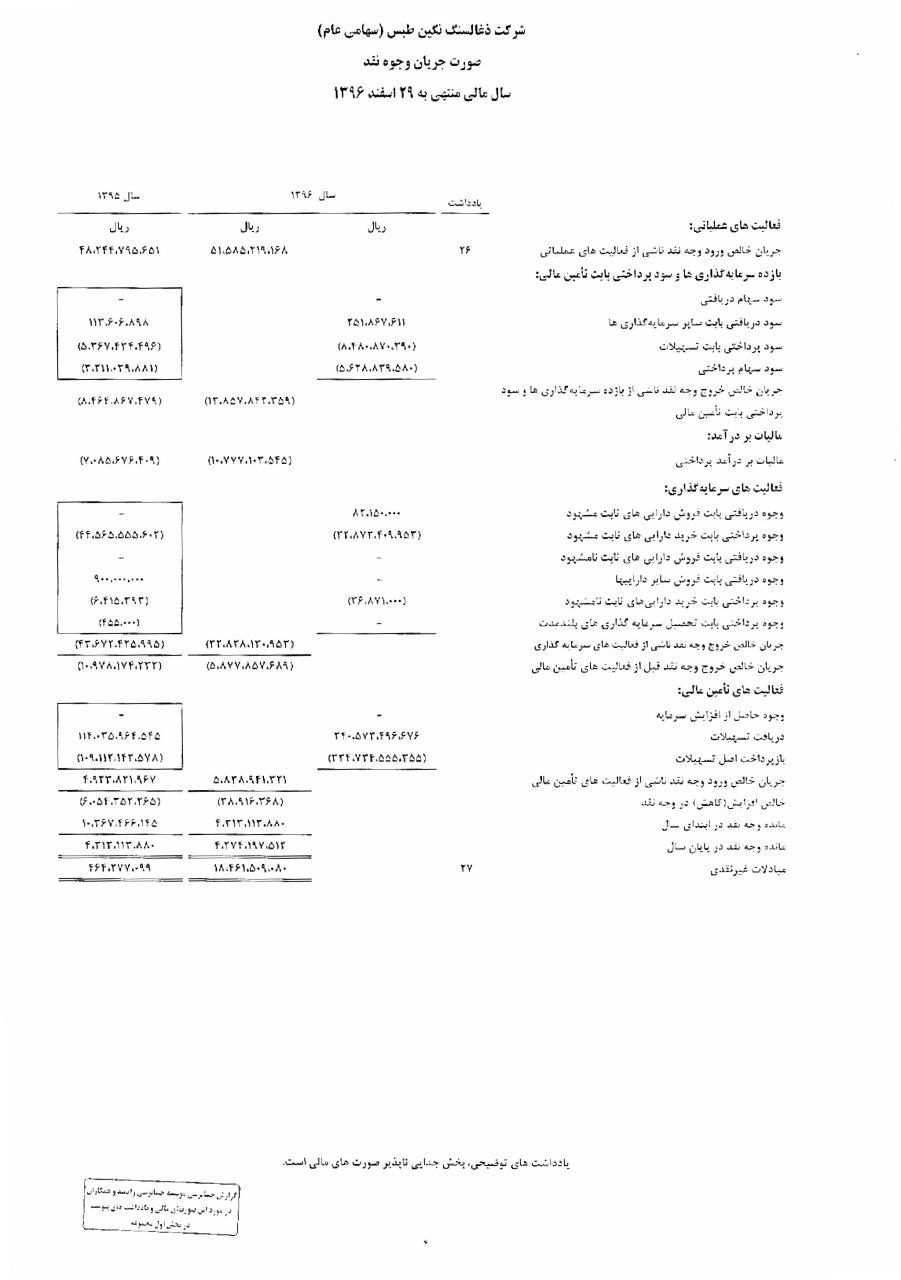 شرکت ذغالسنگ نگین طبس (سهامی عام)
صورت جریان وجوه نقد
سال مالی منتهی به ۲۹ اسفند ۱۳۹۶
یادداشت سال ۱۳۹۶ سال ۱۳۹۵
فعالیت های عملیاتی: ریال ریال ریال
جریان خالص ورود وجه نقد ناشی از فعالیت های عملیاتی ۲۶ ۵۱،۵۸۵،۲۱۹،۱۶۸ ۴۸،۲۴۴،۷۹۵،۶۵۱
بازده سرمایه گذاری ها و سود پرداختی بابت تأمین مالی:
سود سهام دریافتی - -
سود دریافتی بابت سایر سرمایه گذاری ها ۲۵۱،۸۶۷،۶۱۱ ۱۱۳،۶۰۶،۸۹۸
سود پرداختی بابت تسهیلات (۸،۴۸۰،۸۷۰،۳۹۰) (۵،۳۶۷،۴۳۴،۴۹۶)
سود سهام پرداختی (۵،۶۲۸،۸۳۹،۵۸۰) (۳،۲۱۱،۰۳۹،۸۸۱)
جریان خالص خروج وجه نقد ناشی از بازده سرمایه گذاری ها و سود
پرداختی بابت تأمین مالی (۱۳،۸۵۷،۸۴۲،۳۵۹) (۸،۴۶۴،۸۶۷،۴۷۹)
مالیات بر درآمد:
مالیات بر درآمد پرداختی (۱۰،۷۷۷،۱۰۳،۵۴۵) (۷،۰۸۵،۶۷۶،۴۰۹)
فعالیت های سرمایه گذاری:
وجوه دریافتی بابت فروش دارایی های ثابت مشهود ۸۲،۱۵۰،۰۰۰ -
وجوه پرداختی بابت خرید دارایی های ثابت مشهود (۳۲،۸۷۳،۴۰۹،۹۵۳) (۴۴،۵۶۵،۵۵۵،۶۰۲)
وجوه دریافتی بابت فروش دارایی های ثابت نامشهود - -
وجوه دریافتی بابت فروش سایر داراییها - ۹۰۰،۰۰۰،۰۰۰
وجوه پرداختی بابت خرید دارایی‌های ثابت نامشهود (۳۶،۸۷۱،۰۰۰) (۶،۴۱۵،۳۹۳)
وجوه پرداختی بابت تحصیل سرمایه گذاری های بلندمدت - (۴۵۵،۰۰۰)
جریان خالص خروج وجه نقد ناشی از فعالیت های سرمایه گذاری (۳۲،۸۲۸،۱۳۰،۹۵۳) (۴۳،۶۷۲،۴۲۵،۹۹۵)
جریان خالص خروج وجه نقد قبل از فعالیت های تأمین مالی (۵،۸۷۷،۸۵۷،۶۸۹) (۱۰،۹۷۸،۱۷۴،۲۳۲)
فعالیت های تأمین مالی:
وجوه حاصل از افزایش سرمایه - -
دریافت تسهیلات ۲۴۰،۵۷۳،۴۹۶،۶۷۶ ۱۱۴،۰۳۵،۹۶۴،۵۴۵
بازپرداخت اصل تسهیلات (۲۳۴،۷۳۴،۵۵۵،۳۵۵) (۱۰۹،۱۱۲،۱۴۲،۵۷۸)
جریان خالص ورود وجه نقد ناشی از فعالیت های تأمین مالی ۵،۸۳۸،۹۴۱،۳۲۱ ۴،۹۲۳،۸۲۱،۹۶۷
خالص افزایش(کاهش) در وجه نقد (۳۸،۹۱۶،۳۶۸) (۶،۰۵۴،۳۵۲،۲۶۵)
مانده وجه نقد در ابتدای سال ۴،۳۱۳،۱۱۳،۸۸۰ ۱۰،۳۶۷،۴۶۶،۱۴۵
مانده وجه نقد در پایان سال ۴،۲۷۴،۱۹۷،۵۱۲ ۴،۳۱۳،۱۱۳،۸۸۰
مبادلات غیرنقدی ۲۷ ۱۸،۴۶۱،۵۰۹،۰۸۰ ۴۶۴،۲۷۷،۰۹۹
یادداشت های توضیحی، بخش جدایی ناپذیر صورت های مالی است.
گزارش حسابرسی موسسه حسابرسی رایمند و همکاران
در مورد این صورتهای مالی و یادداشت های پیوست
در بخش اول مجموعه